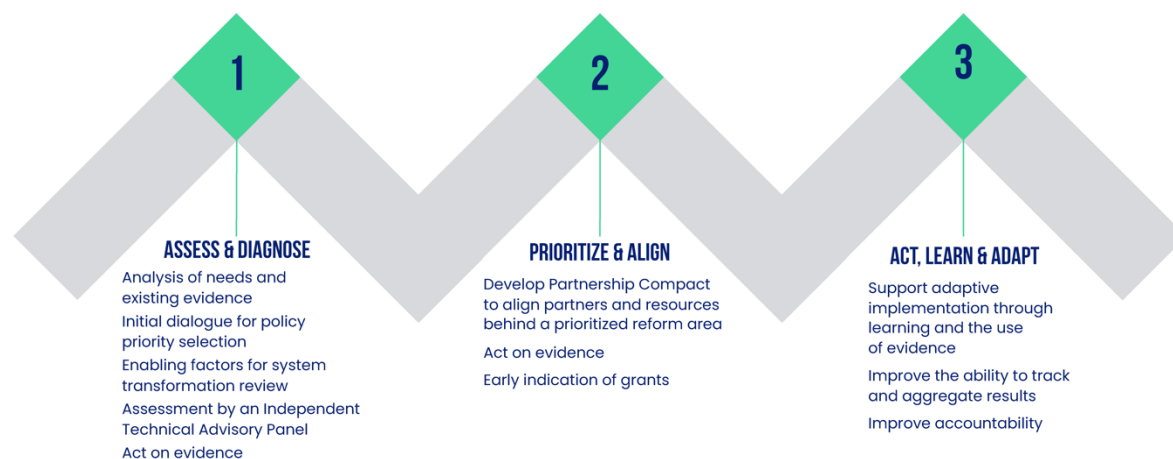 1
ASSESS & DIAGNOSE
Analysis of needs and
existing evidence
Initial dialogue for policy
priority selection
Enabling factors for system
transformation review
Assessment by an Independent
Technical Advisory Panel
Act on evidence
2
PRIORITIZE & ALIGN
Develop Partnership Compact
to align partners and resources
behind a prioritized reform area
Act on evidence
Early indication of grants
3
ACT, LEARN & ADAPT
Support adaptive
implementation through
learning and the use
of evidence
Improve the ability to track
and aggregate results
Improve accountability